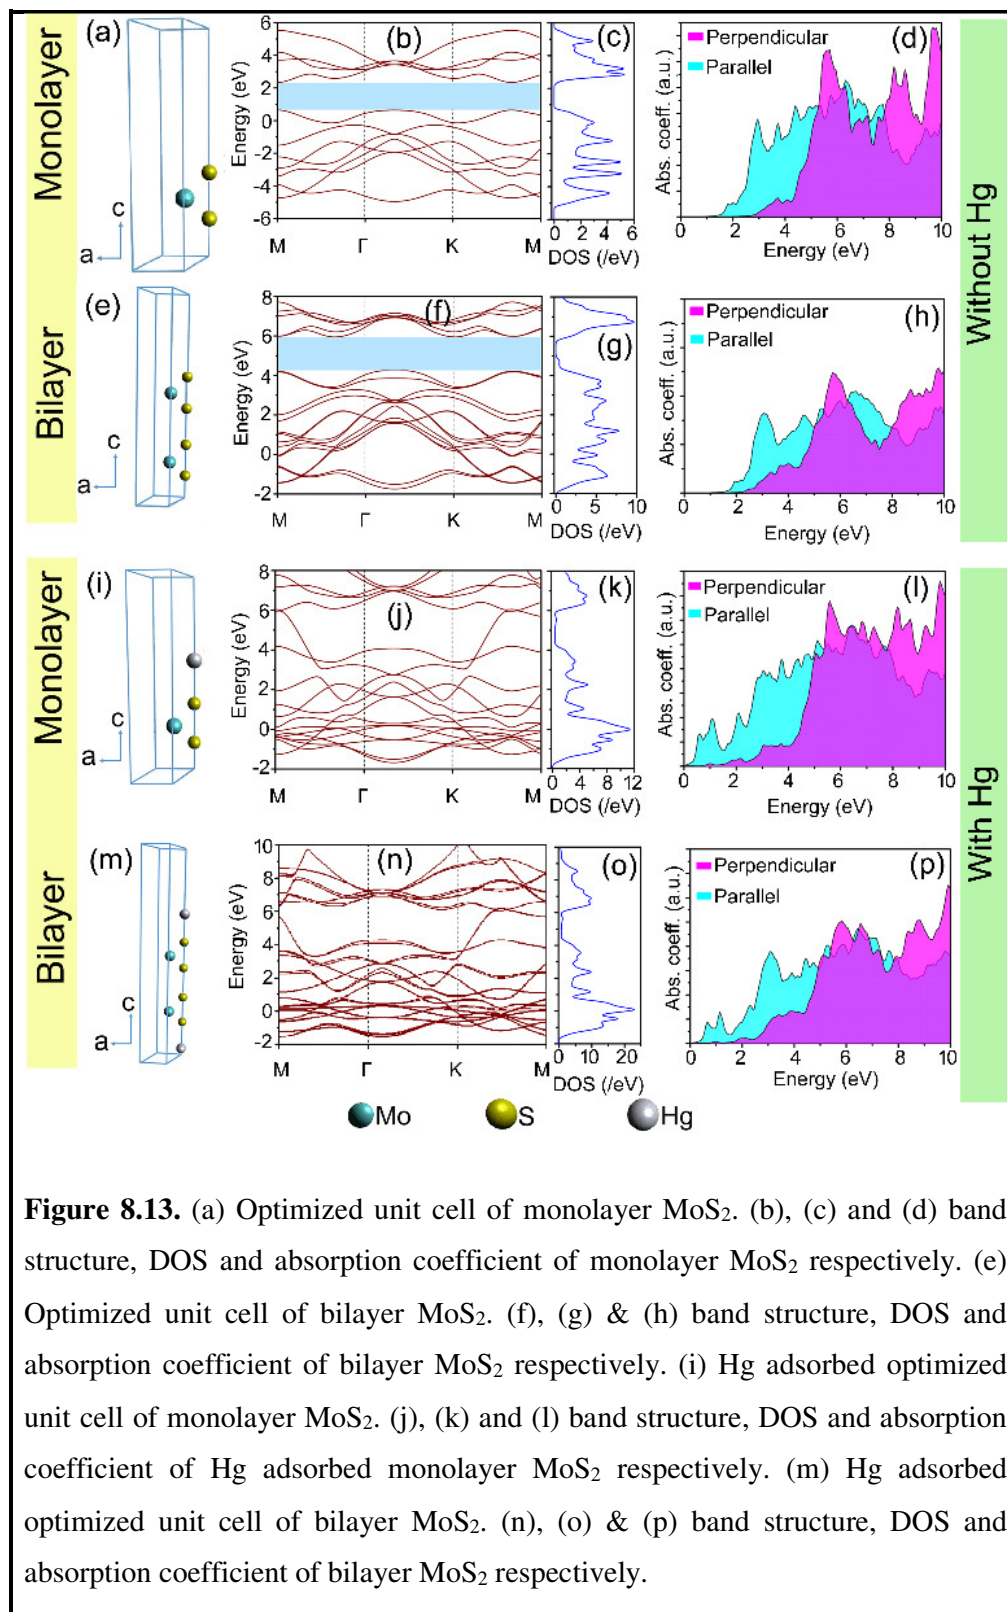 Monolayer
(a)
c
a
(b)
Energy (eV)
6
4
2
0
-2
-4
-6
M Γ K M
(c)
0 2 4 6
DOS (/eV)
(d)
Perpendicular
Parallel
Abs. coeff. (a.u.)
0 2 4 6 8 10
Energy (eV)
Without Hg
Bilayer
(e)
c
a
(f)
Energy (eV)
8
6
4
2
0
-2
M Γ K M
(g)
0 5 10
DOS (/eV)
(h)
Perpendicular
Parallel
Abs. coeff. (a.u.)
0 2 4 6 8 10
Energy (eV)
Monolayer
(i)
c
a
(j)
Energy (eV)
8
6
4
2
0
-2
M Γ K M
(k)
0 4 8 12
DOS (/eV)
(l)
Perpendicular
Parallel
Abs. coeff. (a.u.)
0 2 4 6 8 10
Energy (eV)
With Hg
Bilayer
(m)
c
a
(n)
Energy (eV)
10
8
6
4
2
0
-2
M Γ K M
(o)
0 10 20
DOS (/eV)
(p)
Perpendicular
Parallel
Abs. coeff. (a.u.)
0 2 4 6 8 10
Energy (eV)
Mo S Hg
Figure 8.13. (a) Optimized unit cell of monolayer MoS₂. (b), (c) and (d) band
structure, DOS and absorption coefficient of monolayer MoS₂ respectively. (e)
Optimized unit cell of bilayer MoS₂. (f), (g) & (h) band structure, DOS and
absorption coefficient of bilayer MoS₂ respectively. (i) Hg adsorbed optimized
unit cell of monolayer MoS₂. (j), (k) and (l) band structure, DOS and absorption
coefficient of Hg adsorbed monolayer MoS₂ respectively. (m) Hg adsorbed
optimized unit cell of bilayer MoS₂. (n), (o) & (p) band structure, DOS and
absorption coefficient of bilayer MoS₂ respectively.